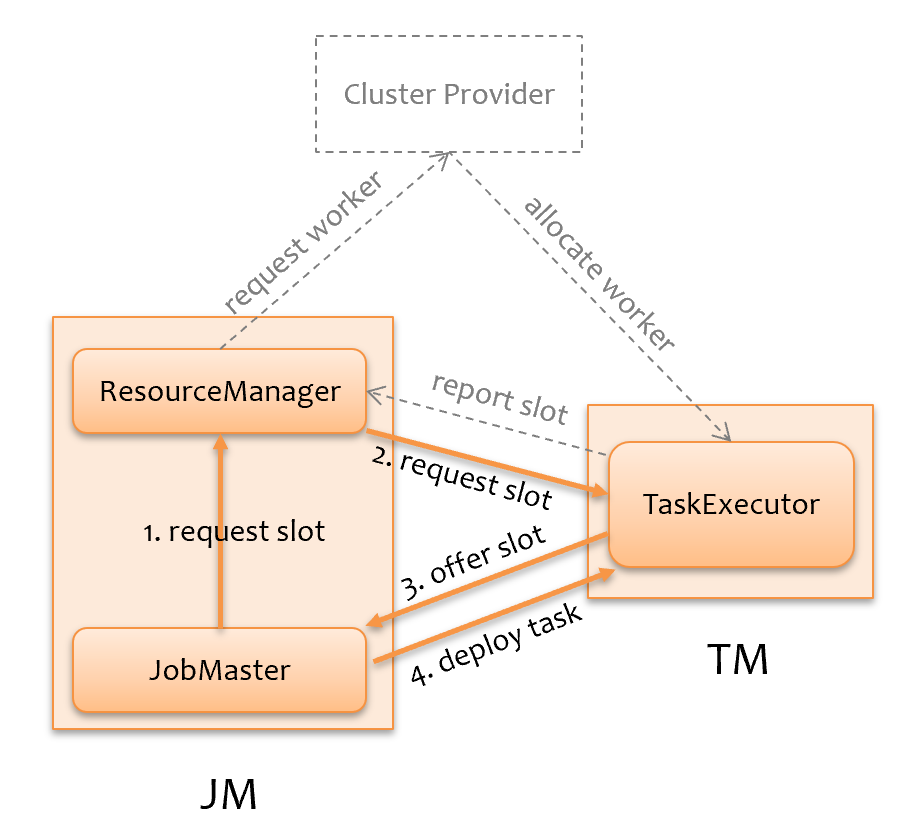 Cluster Provider
request worker
allocate worker
ResourceManager
report slot
2. request slot
TaskExecutor
1. request slot
3. offer slot
4. deploy task
JobMaster
TM
JM